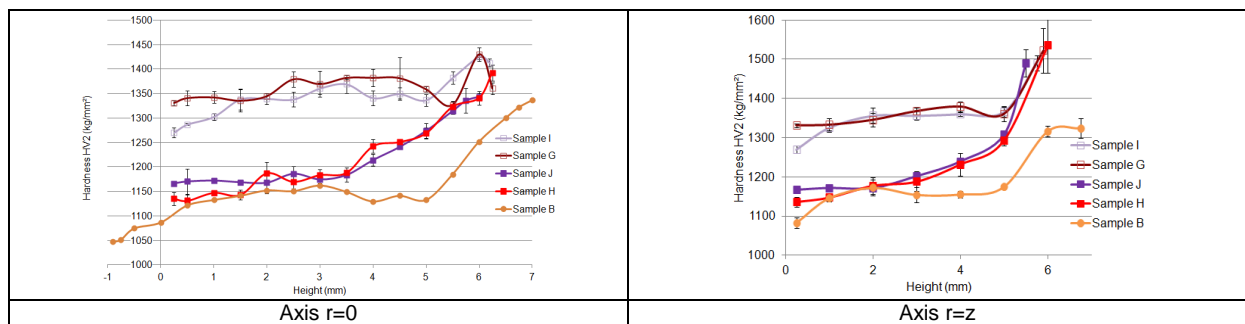 Hardness HV2 (kg/mm²)
1500
1450
1400
1350
1300
1250
1200
1150
1100
1050
1000
-1 0 1 2 3 4 5 6 7
Height (mm)
Sample I
Sample G
Sample J
Sample H
Sample B
Axis r=0
Hardness HV2 (kg/mm²)
1600
1500
1400
1300
1200
1100
1000
0 2 4 6
Height (mm)
Sample I
Sample G
Sample J
Sample H
Sample B
Axis r=z